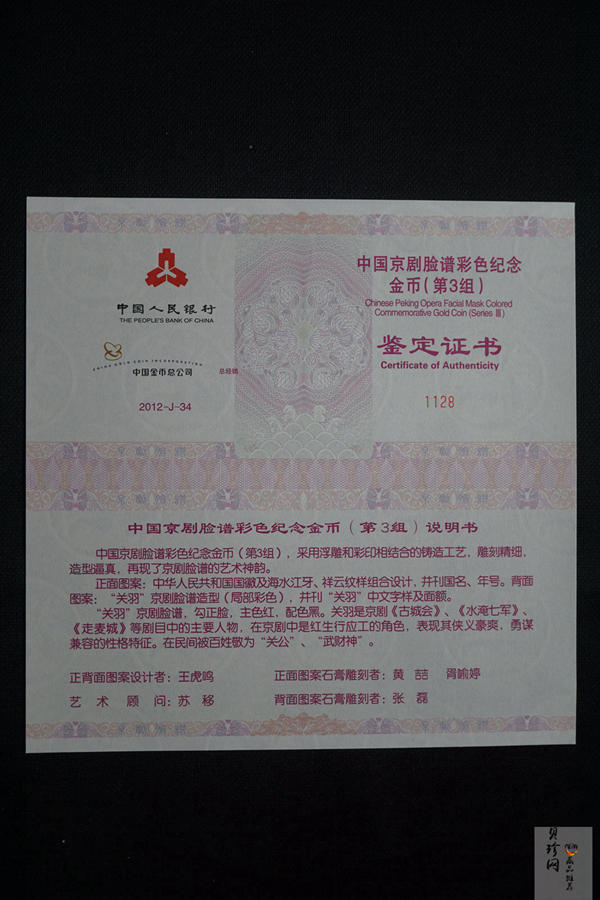 中国人民银行
THE PEOPLE'S BANK OF CHINA
CHINA GOLD COIN INCORPORATION
中国金币总公司
总经销
2012-J-34
中国京剧脸谱彩色纪念
金币(第3组)
Chinese Peking Opera Facial Mask Colored
Commemorative Gold Coin (Series Ⅲ)
鉴定证书
Certificate of Authenticity
1128
中国京剧脸谱彩色纪念金币(第3组)说明书
中国京剧脸谱彩色纪念金币(第3组),采用浮雕和彩印相结合的铸造工艺,雕刻精细,
造型逼真,再现了京剧脸谱的艺术神韵。
正面图案:中华人民共和国国徽及海水江牙、祥云纹样组合设计,并刊国名、年号。背面
图案:“关羽”京剧脸谱造型(局部彩色),并刊“关羽”中文字样及面额。
“关羽”京剧脸谱,勾正脸,主色红,配色黑。关羽是京剧《古城会》、《水淹七军》、
《走麦城》等剧目中的主要人物,在京剧中是红生行应工的角色,表现其侠义豪爽,勇谋
兼容的性格特征。在民间被百姓敬为“关公”、“武财神”。
正背面图案设计者:王虎鸣
正面图案石膏雕刻者:黄喆 胥喻婷
艺术顾问:苏移
背面图案石膏雕刻者:张磊
贝珍网